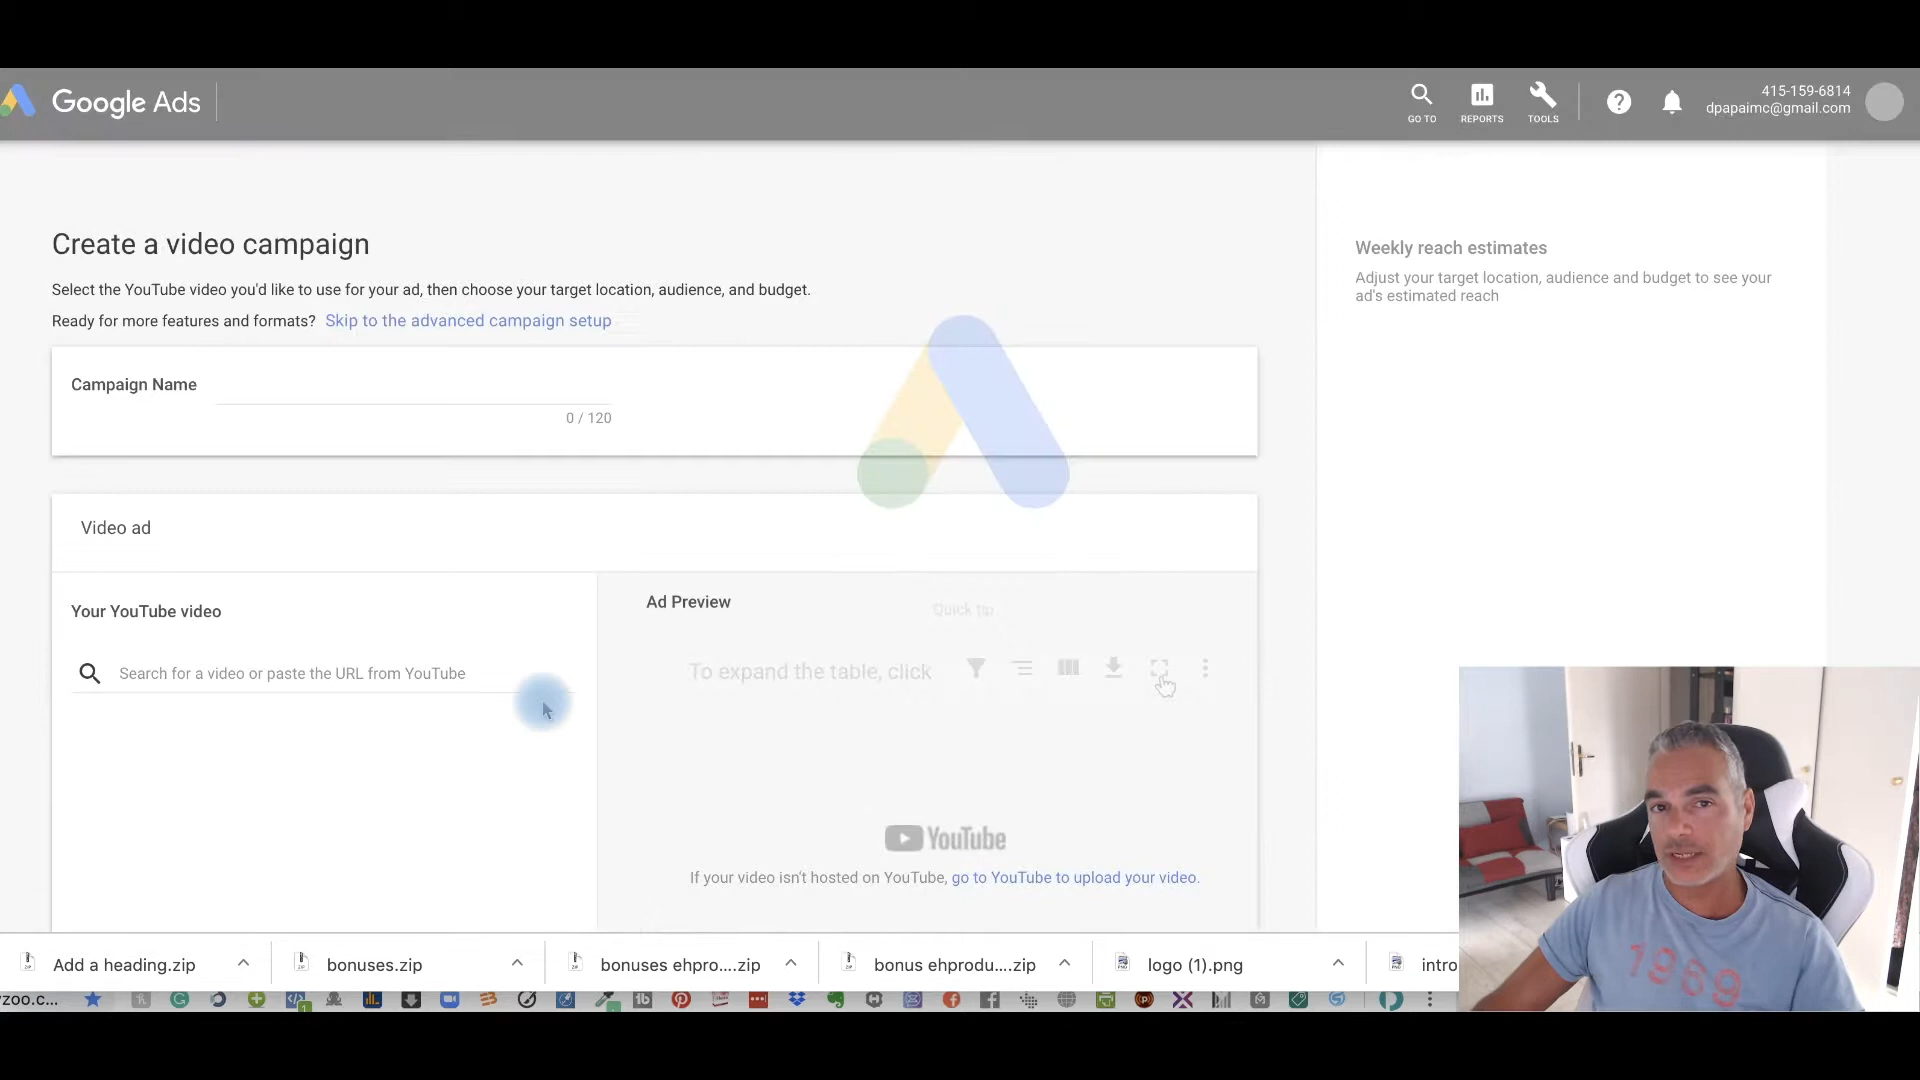 Google Ads
GO TO
REPORTS
TOOLS
415-159-6814
dpapaimc@gmail.com
Create a video campaign
Select the YouTube video you'd like to use for your ad, then choose your target location, audience, and budget.
Ready for more features and formats? Skip to the advanced campaign setup
Weekly reach estimates
Adjust your target location, audience and budget to see your
ad's estimated reach
Campaign Name
0 / 120
Video ad
Your YouTube video
Search for a video or paste the URL from YouTube
Ad Preview
Quick tip
To expand the table, click
YouTube
If your video isn't hosted on YouTube, go to YouTube to upload your video.
1969
Add a heading.zip
bonuses.zip
bonuses ehpro....zip
bonus ehprodu....zip
logo (1).png
intro
zoo.c...